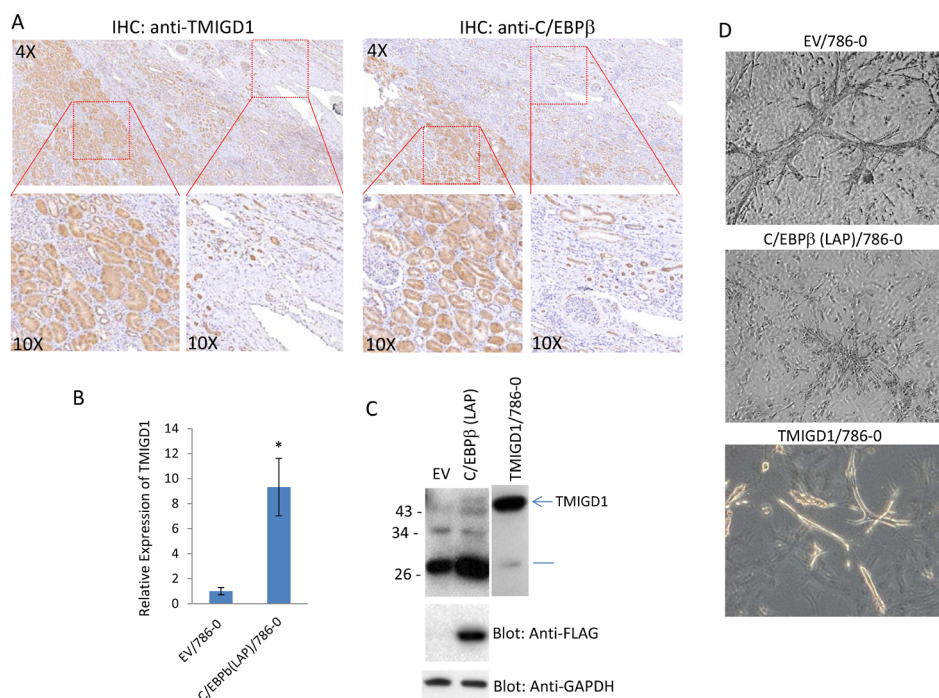 A
IHC: anti-TMIGD1
IHC: anti-C/EBPβ
4X
4X
10X
10X
10X
10X
B
Relative Expression of TMIGD1
14
12
10
8
6
4
2
0
*
EV/786-0
C/EBPb(LAP)/786-0
C
EV
C/EBPβ (LAP)
TMIGD1/786-0
43 -
34 -
26 -
TMIGD1
Blot: Anti-FLAG
Blot: Anti-GAPDH
D
EV/786-0
C/EBPβ (LAP)/786-0
TMIGD1/786-0